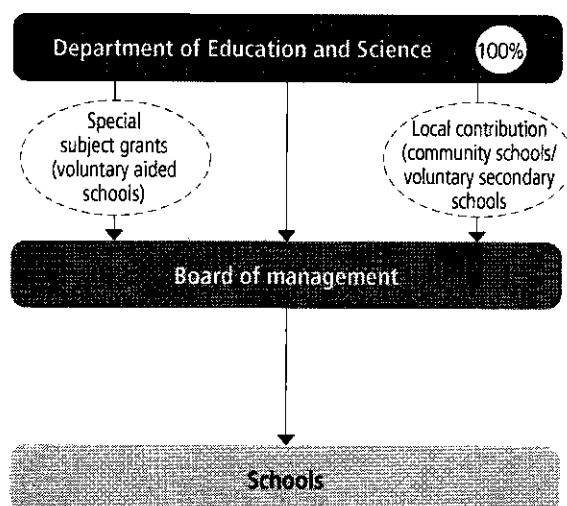 Department of Education and Science 100%
Special
subject grants
(voluntary aided
schools)
Local contribution
(community schools/
voluntary secondary
schools
Board of management
Schools